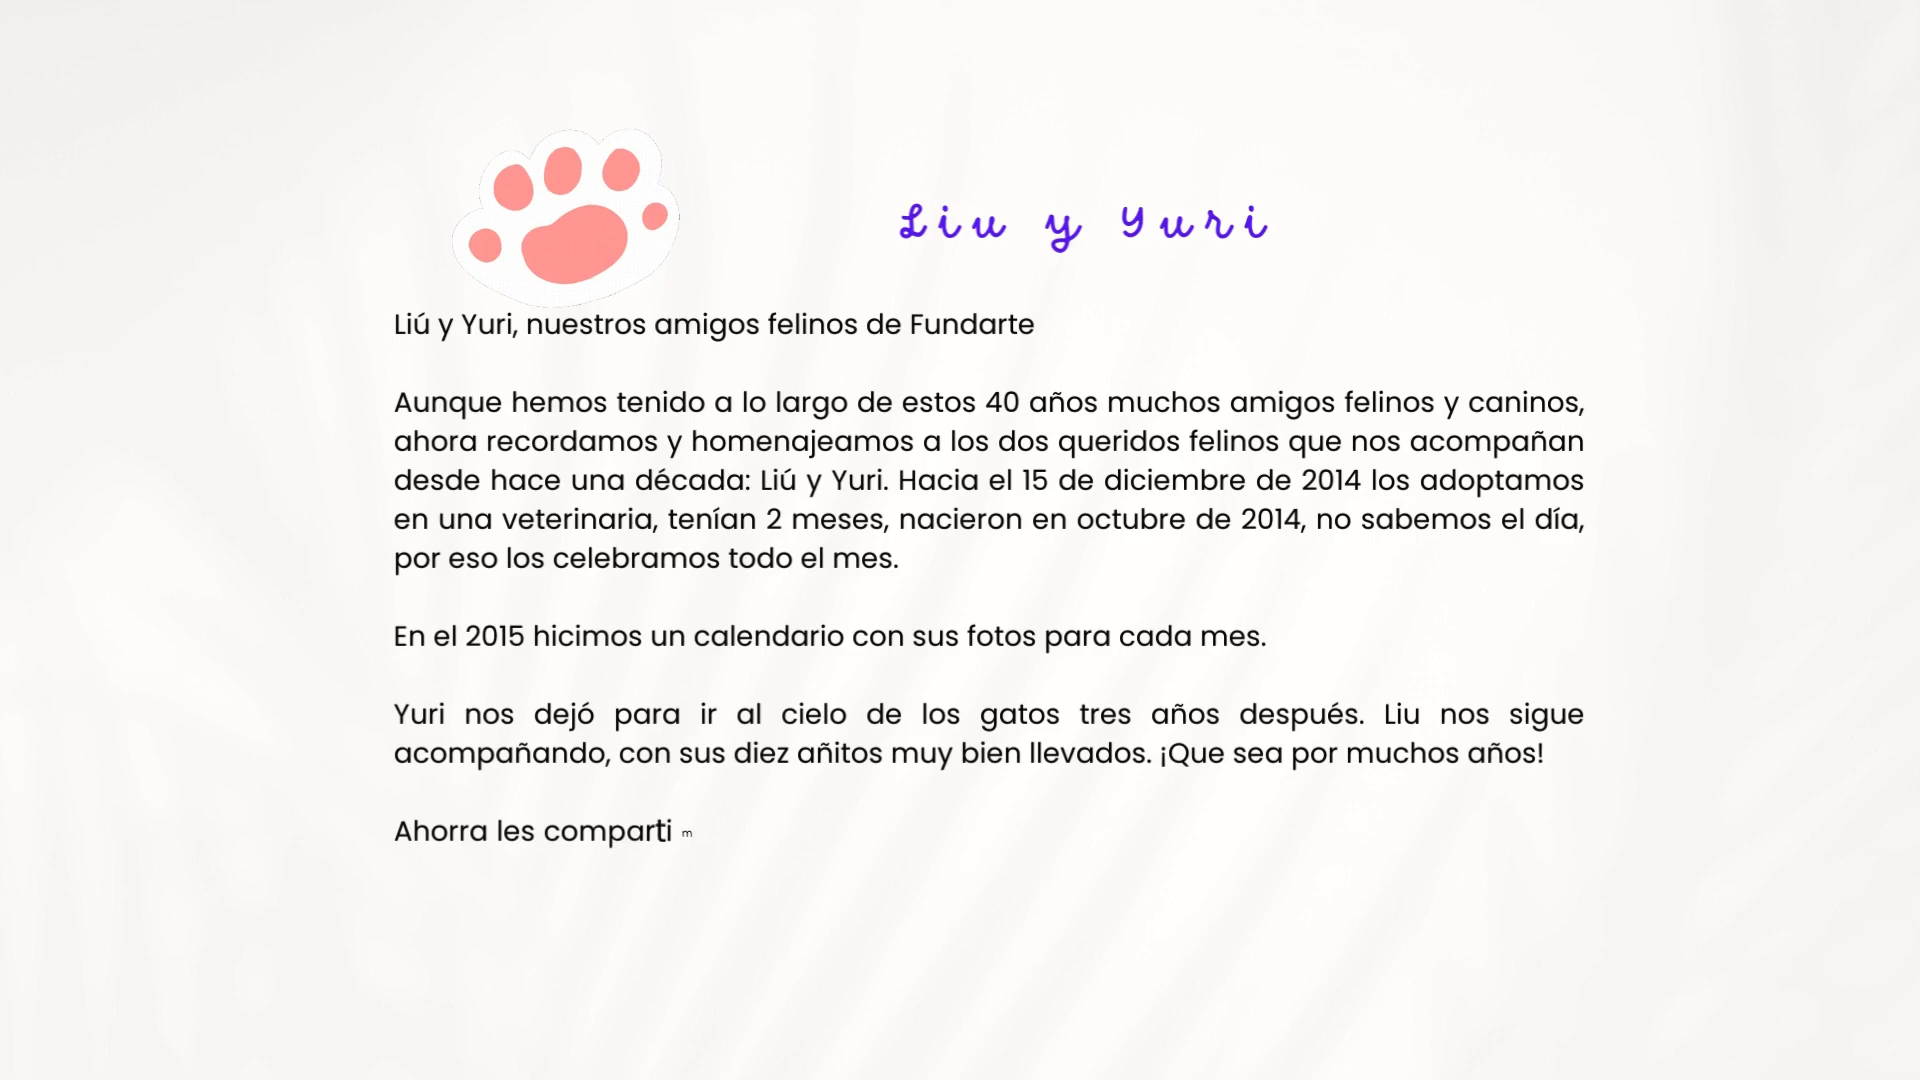 Liu y Yuri
Liú y Yuri, nuestros amigos felinos de Fundarte
Aunque hemos tenido a lo largo de estos 40 años muchos amigos felinos y caninos,
ahora recordamos y homenajeamos a los dos queridos felinos que nos acompañan
desde hace una década: Liú y Yuri. Hacia el 15 de diciembre de 2014 los adoptamos
en una veterinaria, tenían 2 meses, nacieron en octubre de 2014, no sabemos el día,
por eso los celebramos todo el mes.
En el 2015 hicimos un calendario con sus fotos para cada mes.
Yuri nos dejó para ir al cielo de los gatos tres años después. Liu nos sigue
acompañando, con sus diez añitos muy bien llevados. ¡Que sea por muchos años!
Ahorra les comparti m